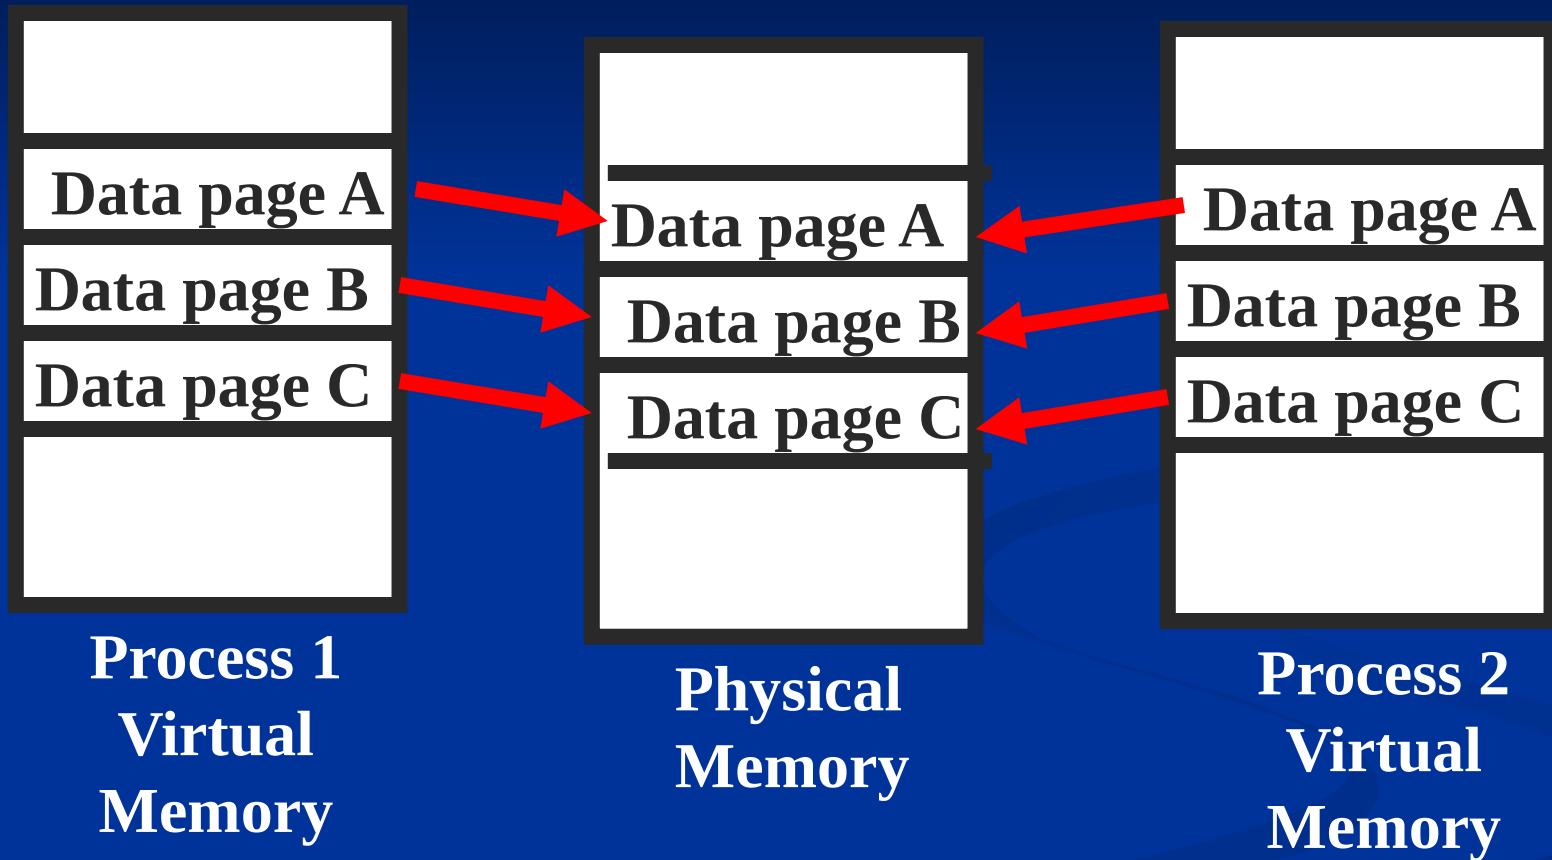 Data page A
Data page B
Data page C
Process 1
Virtual
Memory
Data page A
Data page B
Data page C
Physical
Memory
Data page A
Data page B
Data page C
Process 2
Virtual
Memory